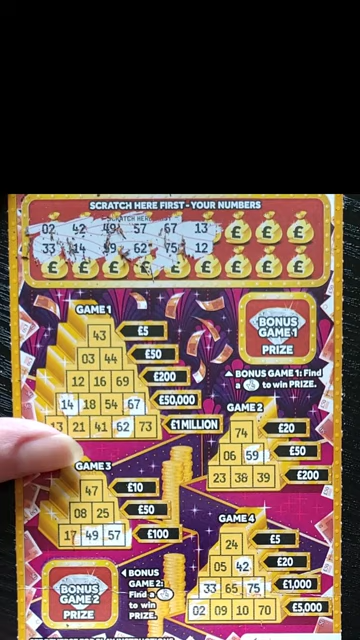 SCRATCH HERE FIRST - YOUR NUMBERS
02 42 49 57 67 13 £ £ £
33 14 59 62 75 12 £ £ £
£ £ £ £ £ £ £ £ £
GAME 1
43 £5
03 44 £50
12 16 69 £200
14 18 54 67 £50,000
13 21 41 62 73 £1 MILLION
BONUS
GAME 1
PRIZE
BONUS GAME 1: Find
a to win PRIZE.
GAME 2
74 £20
06 59 £50
23 38 39 £200
GAME 3
47 £10
08 25 £50
17 49 57 £100
GAME 4
24 £5
05 42 £20
33 65 75 £1,000
02 09 10 70 £5,000
BONUS
GAME 2
PRIZE
BONUS
GAME
2:
Find
a
to
win
PRIZE.